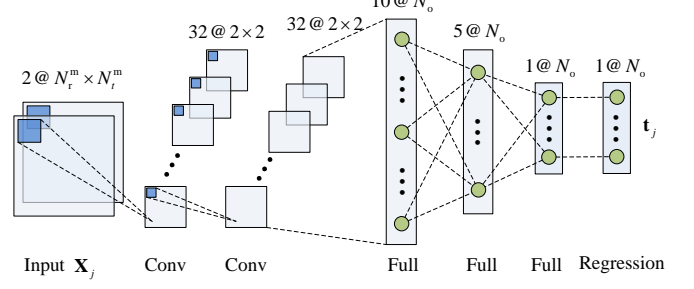 10@N_o
32@2×2
32@2×2
5@N_o
2@N_r^m×N_r^m
1@N_o
1@N_o
t_j
Input X_j
Conv
Conv
Full
Full
Full
Regression